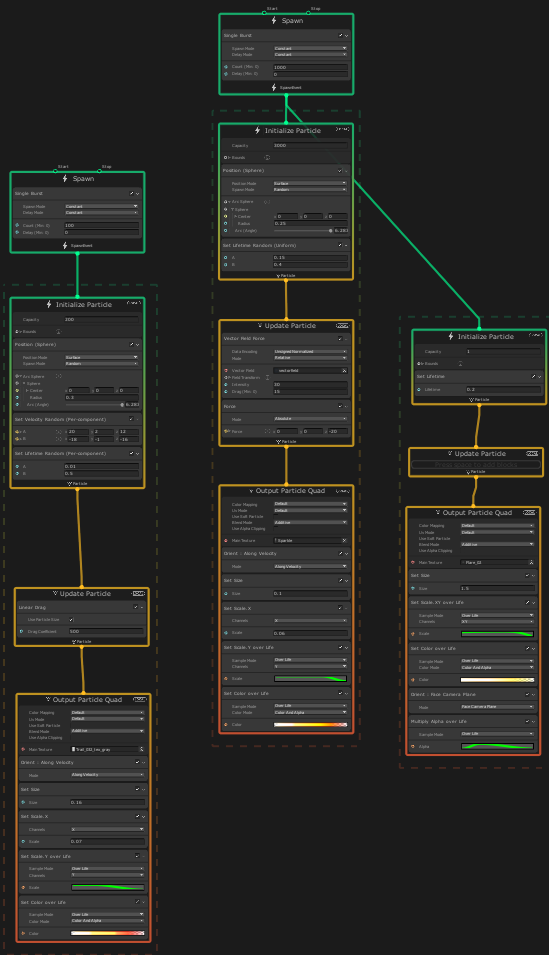 Start Stop
Spawn
Single Burst
Spawn Mode Constant
Delay Mode Constant
Count (Min: 0) 100
Delay (Min: 0) 0
SpawnEvent
Initialize Particle
Capacity 200
Bounds
Position (Sphere)
Position Mode Surface
Spawn Mode Random
Arc Sphere
Sphere
Center 0 0 0
Radius 0.3
Arc (Angle)
Set Velocity Random (Per-component)
A 20 2 12
B -18 -1 -16
Set Lifetime Random (Per-component)
A 0.01
B 0.5
Particle
Update Particle
Linear Drag
Use Particle Size
Drag Coefficient 500
Particle
Output Particle Quad
Color Mapping Default
Uv Mode Default
Use Soft Particle
Blend Mode Additive
Use Alpha Clipping
Main Texture
Orient : Along Velocity
Mode Along Velocity
Set Size
Size 0.16
Set Scale.X
Channels X
Scale 0.07
Set Scale.Y over Life
Sample Mode Over Life
Channels Y
Scale
Set Color over Life
Sample Mode Over Life
Color Mode Color And Alpha
Color
Start Stop
Spawn
Single Burst
Spawn Mode Constant
Delay Mode Constant
Count (Min: 0) 1000
Delay (Min: 0) 0
SpawnEvent
Initialize Particle
Capacity 3000
Bounds
Position (Sphere)
Position Mode Surface
Spawn Mode Random
Arc Sphere
Sphere
Center 0 0 0
Radius 0.25
Arc (Angle)
Set Lifetime Random (Uniform)
A 0.15
B 0.4
Particle
Update Particle
Vector Field Force
Data Encoding Unsigned Normalized
Mode Relative
Vector Field vectorfield
Field Transform
Intensity 30
Drag (Min: 0) 15
Force
Mode Absolute
Force 0 0 -20
Particle
Output Particle Quad
Color Mapping Default
Uv Mode Default
Use Soft Particle
Blend Mode Additive
Use Alpha Clipping
Main Texture
Orient : Along Velocity
Mode Along Velocity
Set Size
Size 0.1
Set Scale.X
Channels X
Scale 0.06
Set Scale.Y over Life
Sample Mode Over Life
Channels Y
Scale
Set Color over Life
Sample Mode Over Life
Color Mode Color And Alpha
Color
Initialize Particle
Capacity 1
Bounds
Set Lifetime
Lifetime 0.2
Particle
Update Particle
Particle
Output Particle Quad
Color Mapping Default
Uv Mode Default
Use Soft Particle
Blend Mode Additive
Use Alpha Clipping
Main Texture Flare_02
Set Size
Size 1.5
Set Scale.XY over Life
Sample Mode Over Life
Channels XY
Scale
Set Color over Life
Sample Mode Over Life
Color Mode Color And Alpha
Color
Orient : Face Camera Plane
Mode Face Camera Plane
Multiply Alpha over Life
Sample Mode Over Life
Alpha